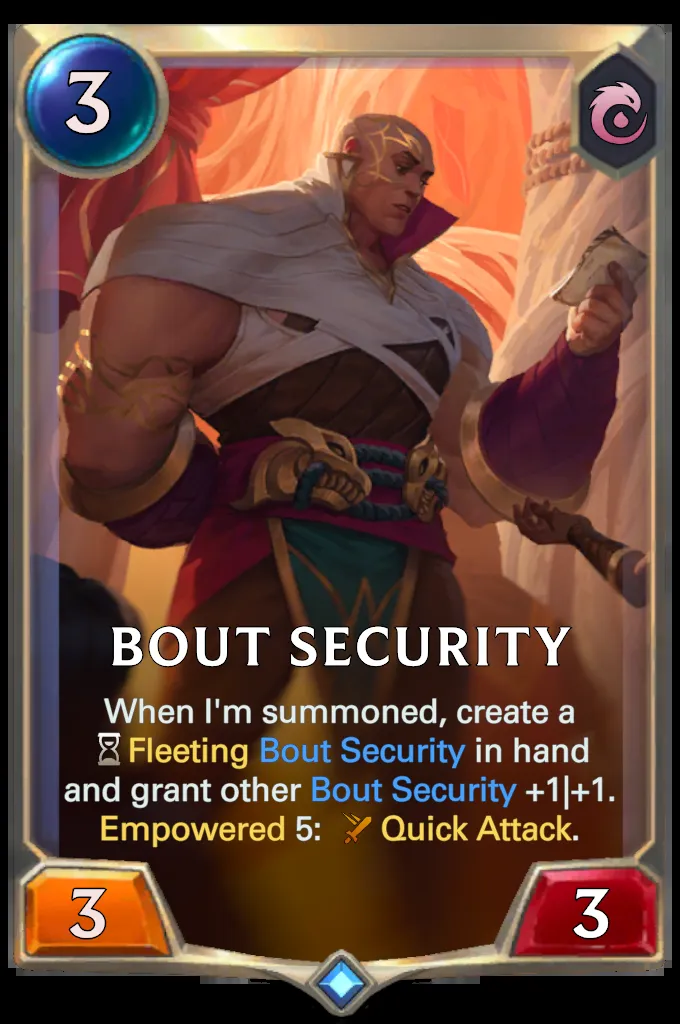 3
BOUT SECURITY
When I'm summoned, create a
Fleeting Bout Security in hand
and grant other Bout Security +1|+1.
Empowered 5: Quick Attack.
3
3